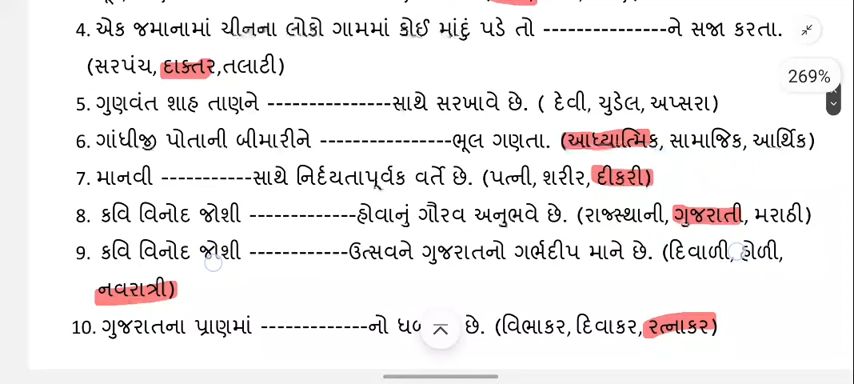 4. એક જમાનામાં ચીનના લોકો ગામમાં કોઈ માંદું પડે તો ---------------ને સજા કરતા.
(સરપંચ, દાક્તર,તલાટી)
269%
5. ગુણવંત શાહ તાણને ---------------સાથે સરખાવે છે. ( દેવી, ચુડેલ, અપ્સરા)
6. ગાંધીજી પોતાની બીમારીને ----------------ભૂલ ગણતા. (આધ્યાત્મિક, સામાજિક, આર્થિક)
7. માનવી -----------સાથે નિર્દયતાપૂર્વક વર્તે છે. (પત્ની, શરીર, દીકરી)
8. કવિ વિનોદ જોશી -------------હોવાનું ગૌરવ અનુભવે છે. (રાજ્સ્થાની, ગુજરાતી, મરાઠી)
9. કવિ વિનોદ જોશી ------------ઉત્સવને ગુજરાતનો ગર્ભદીપ માને છે. (દિવાળી, હોળી,
નવરાત્રી)
10. ગુજરાતના પ્રાણમાં -------------નો છે. (વિભાકર, દિવાકર, રત્નાકર)